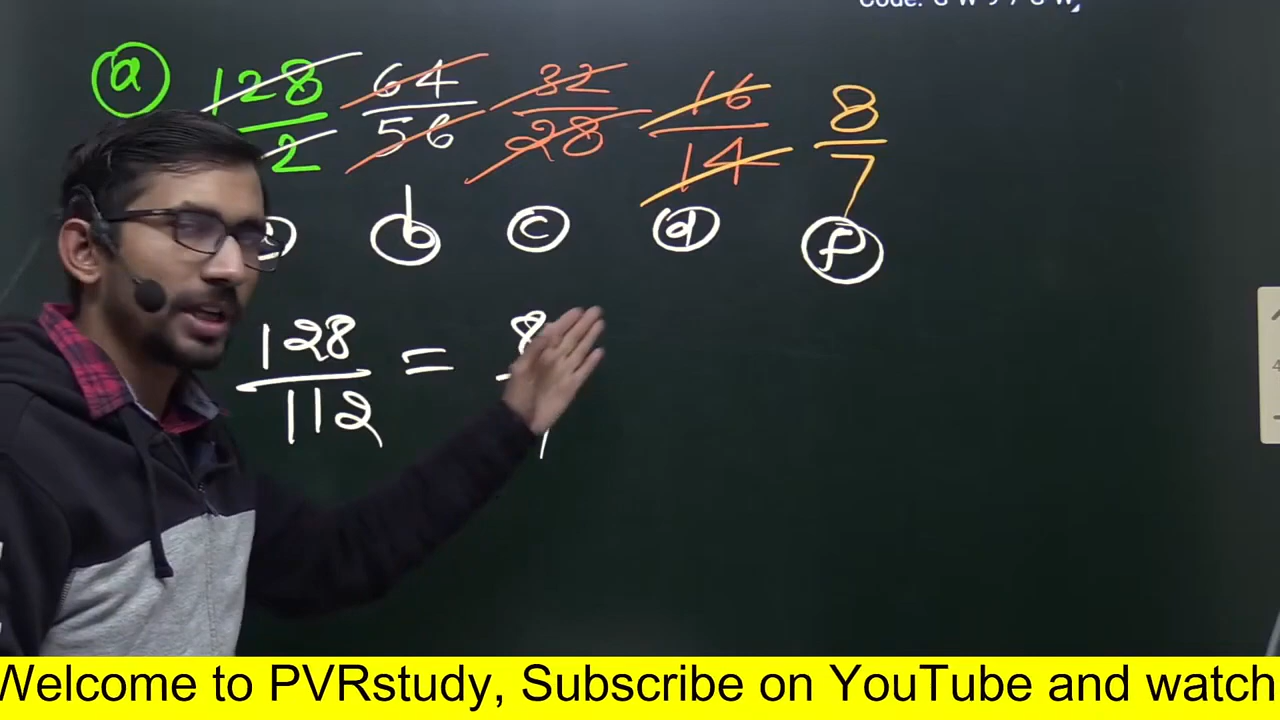 a 128 64 32 16 8
2 56 28 14 7
b c d f
128 = 8
112
Welcome to PVRstudy, Subscribe on YouTube and watch